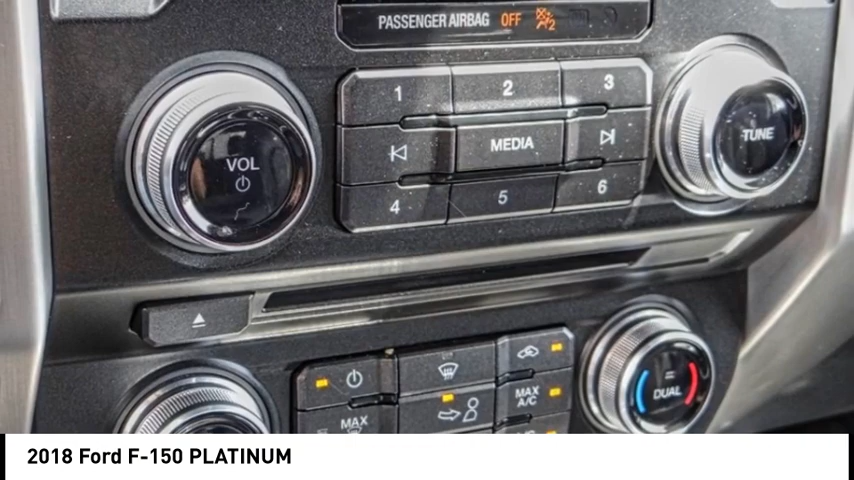 PASSENGER AIRBAG OFF 2
1 2 3
VOL
MEDIA
TUNE
4 5 6
DUAL
MAX A/C
MAX
2018 Ford F-150 PLATINUM